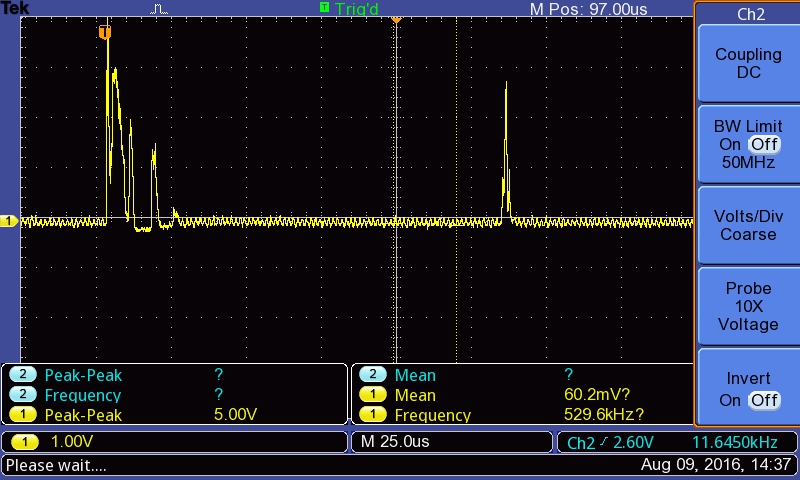 Tek
T Trig'd
M Pos: 97.00us
Ch2
T
Coupling
DC
BW Limit
On Off
50MHz
Volts/Div
Coarse
Probe
10X
Voltage
Invert
On Off
1
2 Peak-Peak ?
2 Mean ?
2 Frequency ?
1 Mean 60.2mV?
1 Peak-Peak 5.00V
1 Frequency 529.6kHz?
1 1.00V
M 25.0us
Ch2 / 2.60V 11.6450kHz
Please wait....
Aug 09, 2016, 14:37